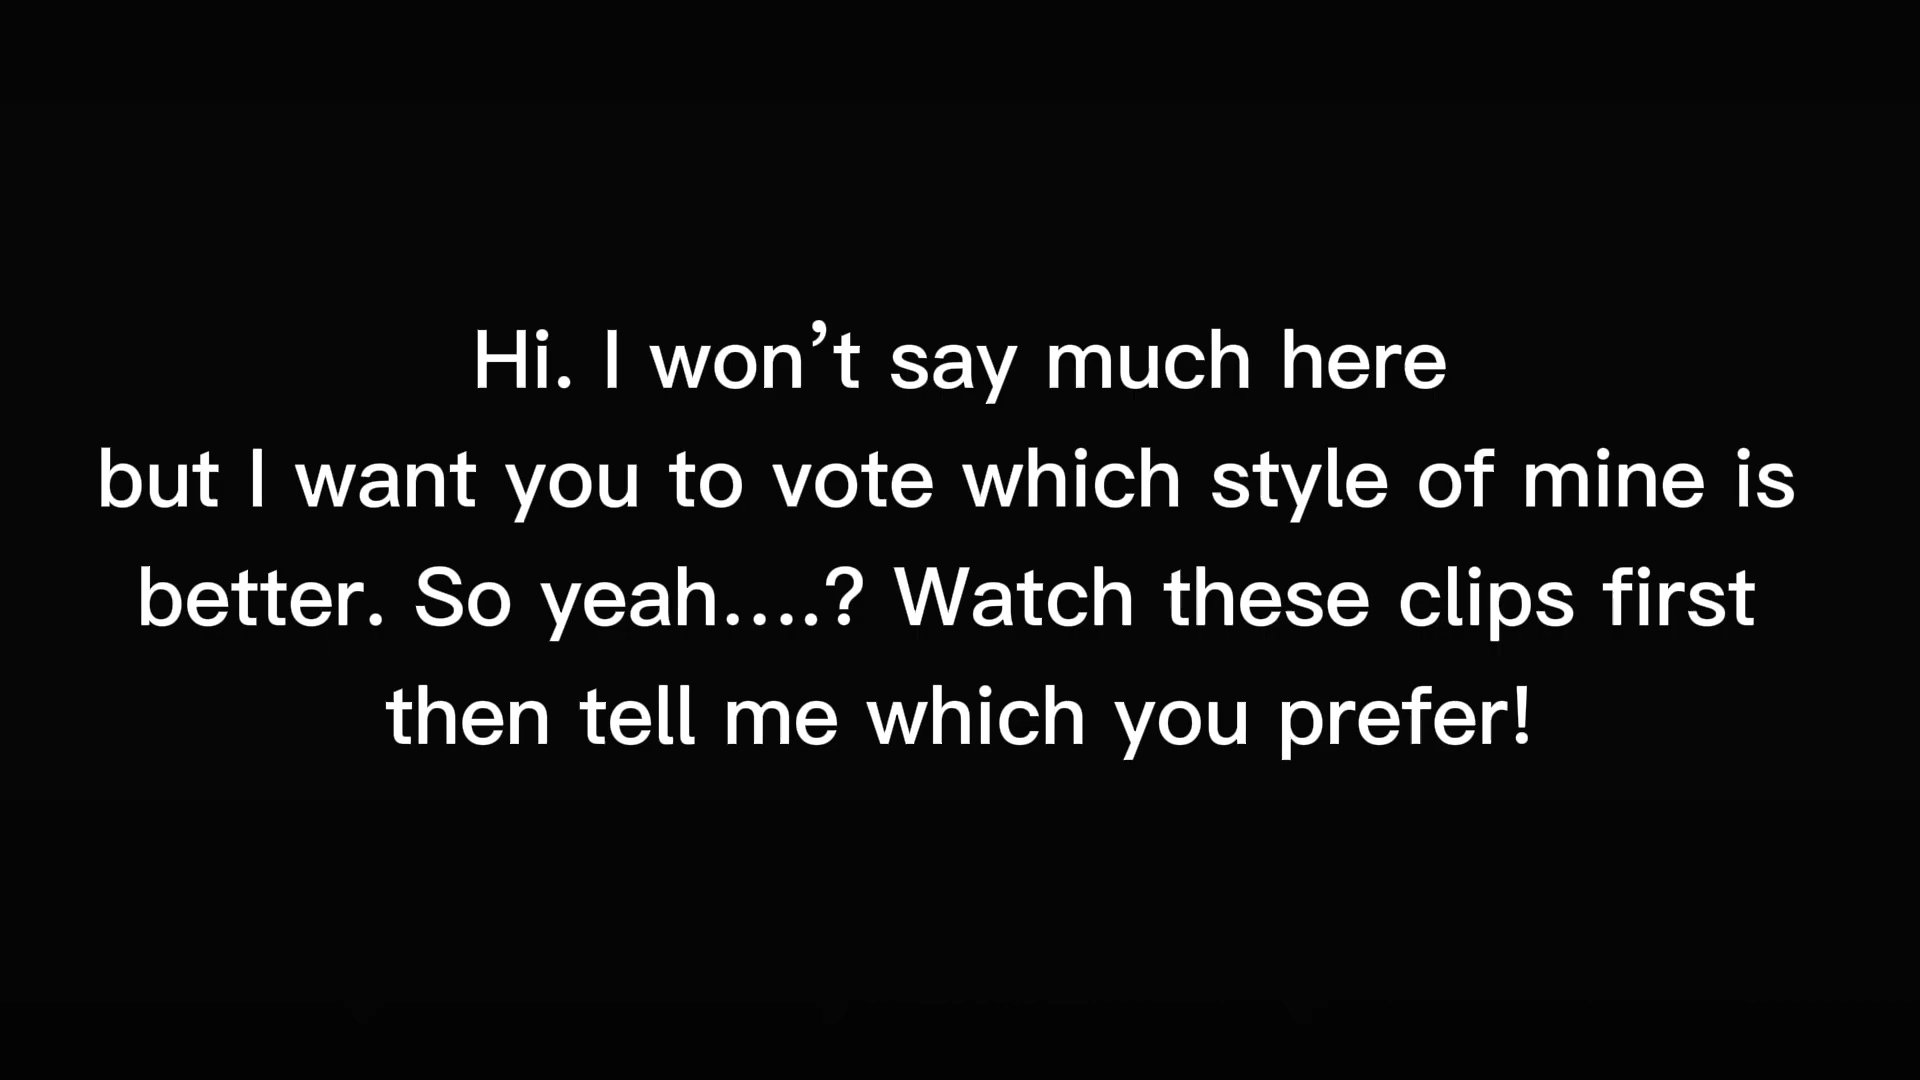 Hi. I won’t say much here
but I want you to vote which style of mine is
better. So yeah....? Watch these clips first
then tell me which you prefer!